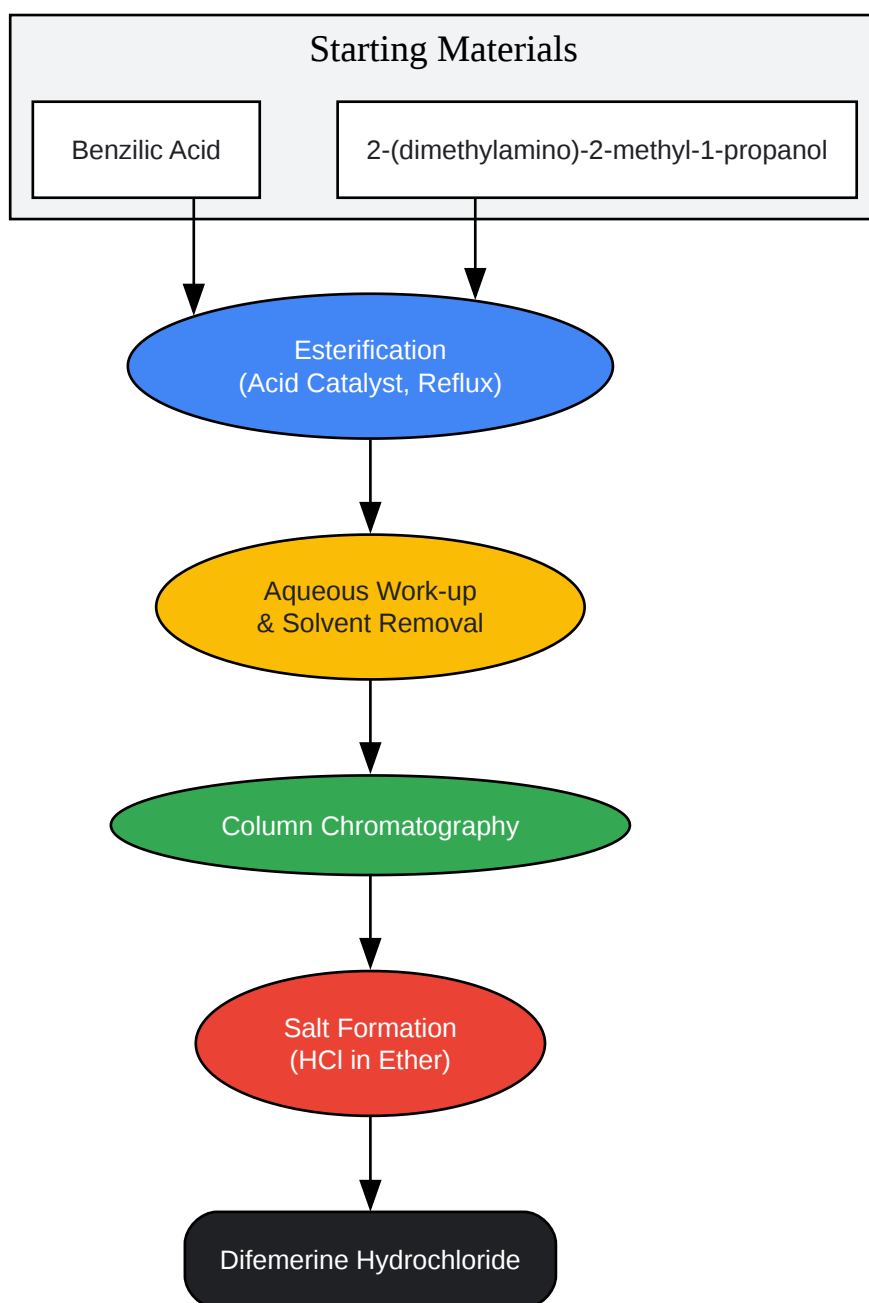 Starting Materials
Benzilic Acid
2-(dimethylamino)-2-methyl-1-propanol
Esterification
(Acid Catalyst, Reflux)
Aqueous Work-up
& Solvent Removal
Column Chromatography
Salt Formation
(HCl in Ether)
Difemerine Hydrochloride